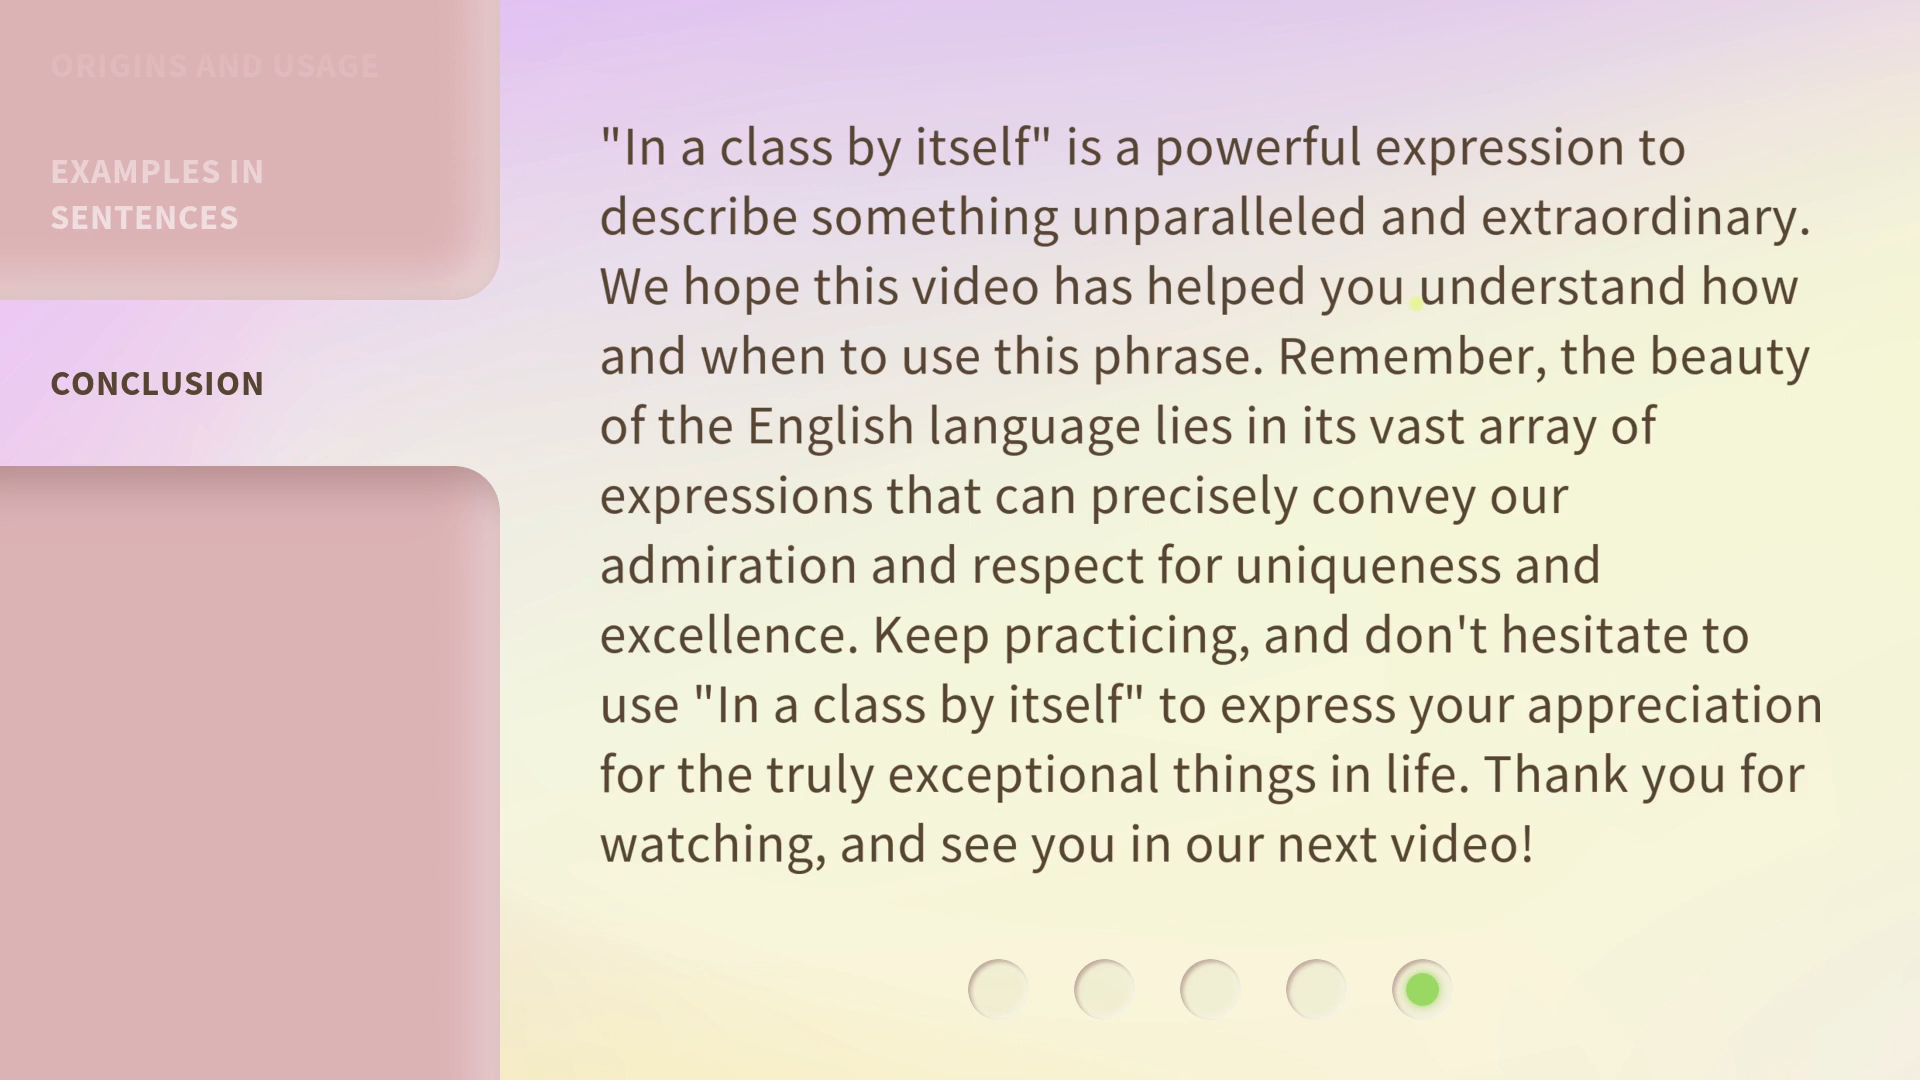 ORIGINS AND USAGE
EXAMPLES IN
SENTENCES
CONCLUSION
"In a class by itself" is a powerful expression to
describe something unparalleled and extraordinary.
We hope this video has helped you understand how
and when to use this phrase. Remember, the beauty
of the English language lies in its vast array of
expressions that can precisely convey our
admiration and respect for uniqueness and
excellence. Keep practicing, and don't hesitate to
use "In a class by itself" to express your appreciation
for the truly exceptional things in life. Thank you for
watching, and see you in our next video!